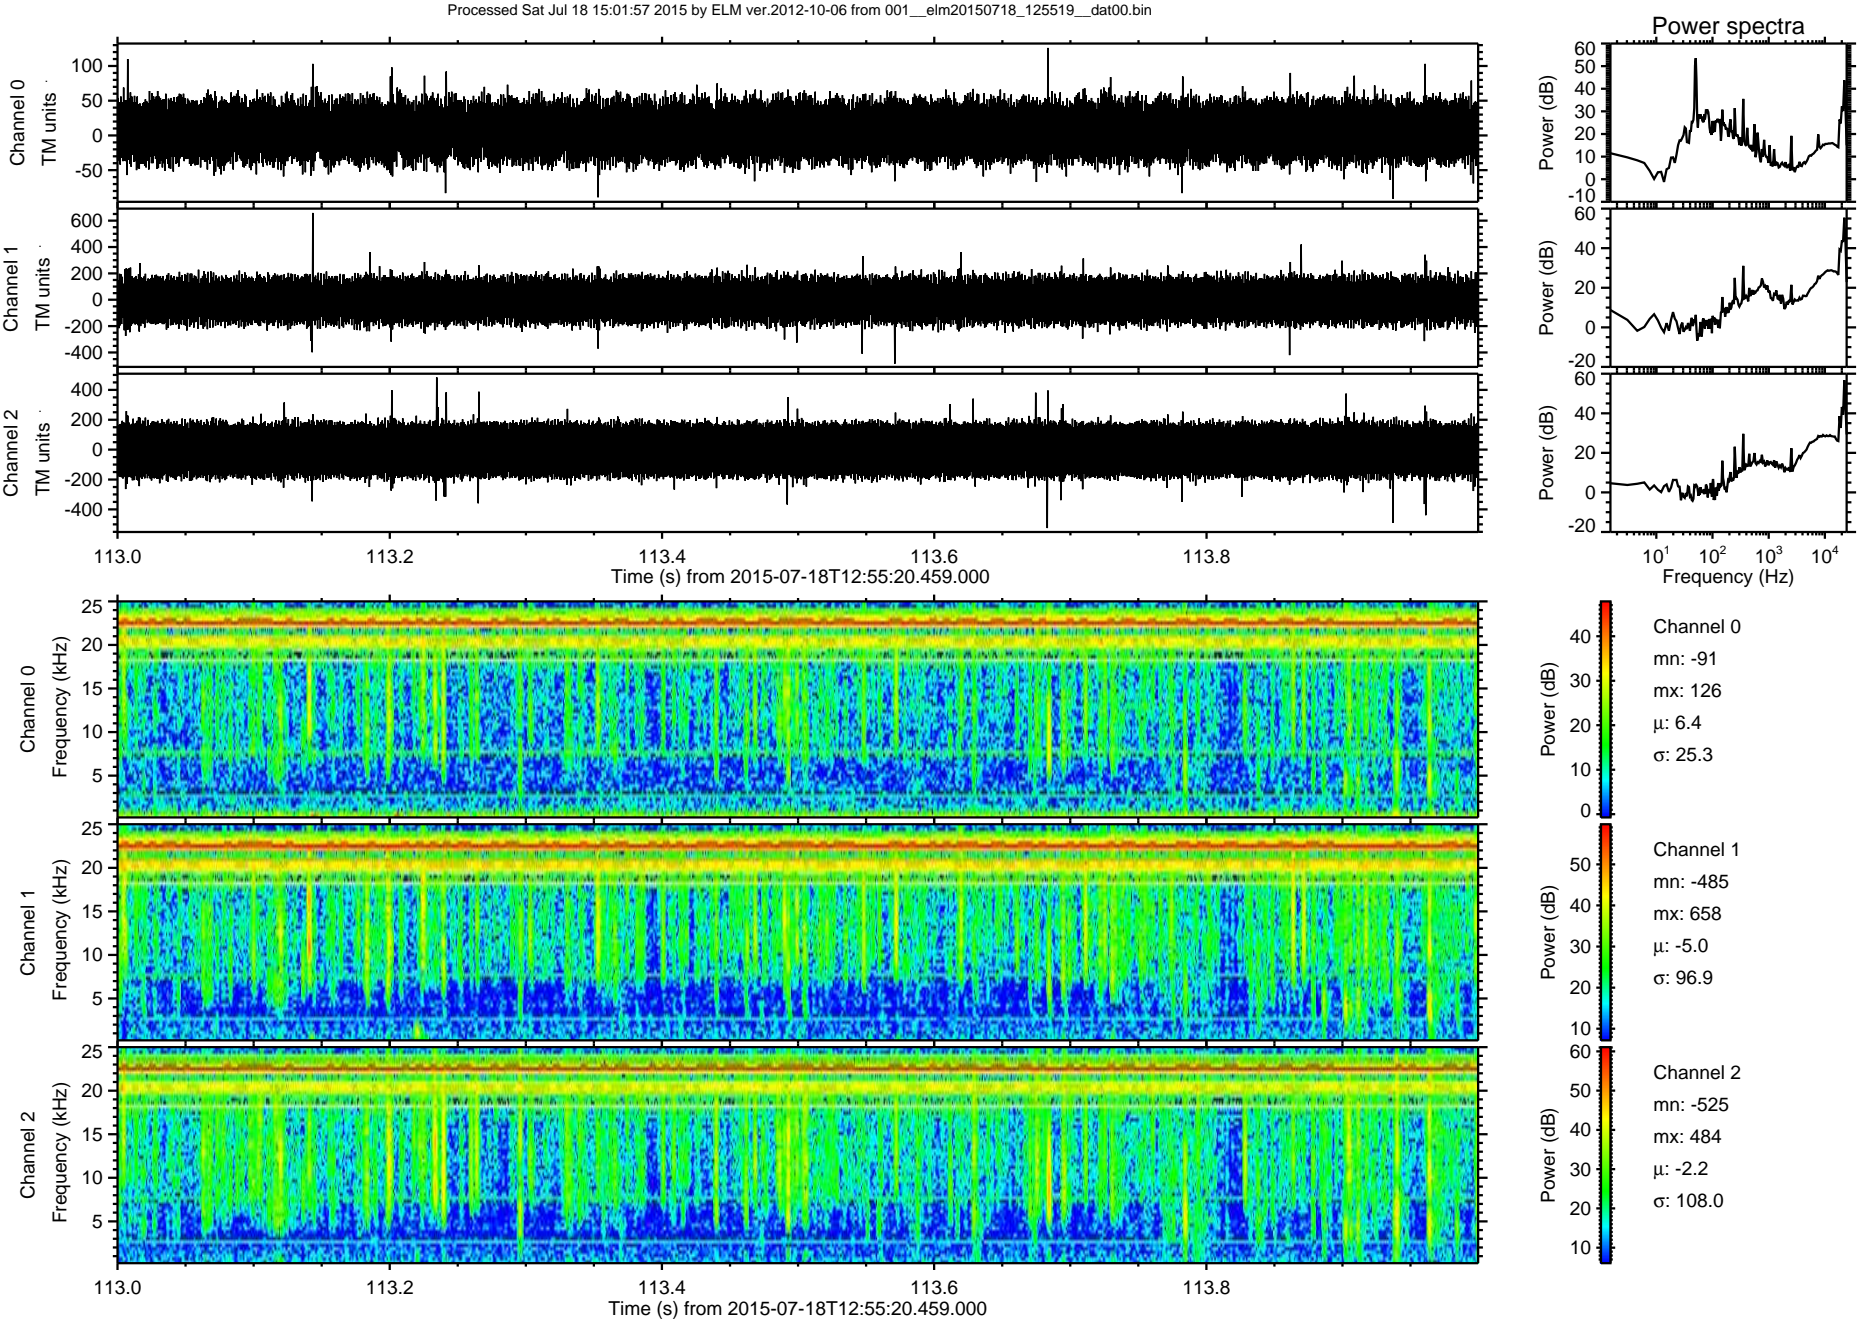 Processed Sat Jul 18 15:01:57 2015 by ELM ver.2012-10-06 from 001__elm20150718_125519__dat00.bin
Power spectra
Channel 0
TM units
100
50
0
-50
Power (dB)
60
50
40
30
20
10
0
-10
Channel 1
TM units
600
400
200
0
-200
-400
Power (dB)
60
40
20
0
-20
Channel 2
TM units
400
200
0
-200
-400
Power (dB)
60
40
20
0
-20
113.0 113.2 113.4 113.6 113.8
Time (s) from 2015-07-18T12:55:20.459.000
10^1 10^2 10^3 10^4
Frequency (Hz)
Channel 0
Frequency (kHz)
25
20
15
10
5
Power (dB)
40
30
20
10
0
Channel 0
mn: -91
mx: 126
μ: 6.4
σ: 25.3
Channel 1
Frequency (kHz)
25
20
15
10
5
Power (dB)
50
40
30
20
10
Channel 1
mn: -485
mx: 658
μ: -5.0
σ: 96.9
Channel 2
Frequency (kHz)
25
20
15
10
5
Power (dB)
60
50
40
30
20
10
Channel 2
mn: -525
mx: 484
μ: -2.2
σ: 108.0
113.0 113.2 113.4 113.6 113.8
Time (s) from 2015-07-18T12:55:20.459.000